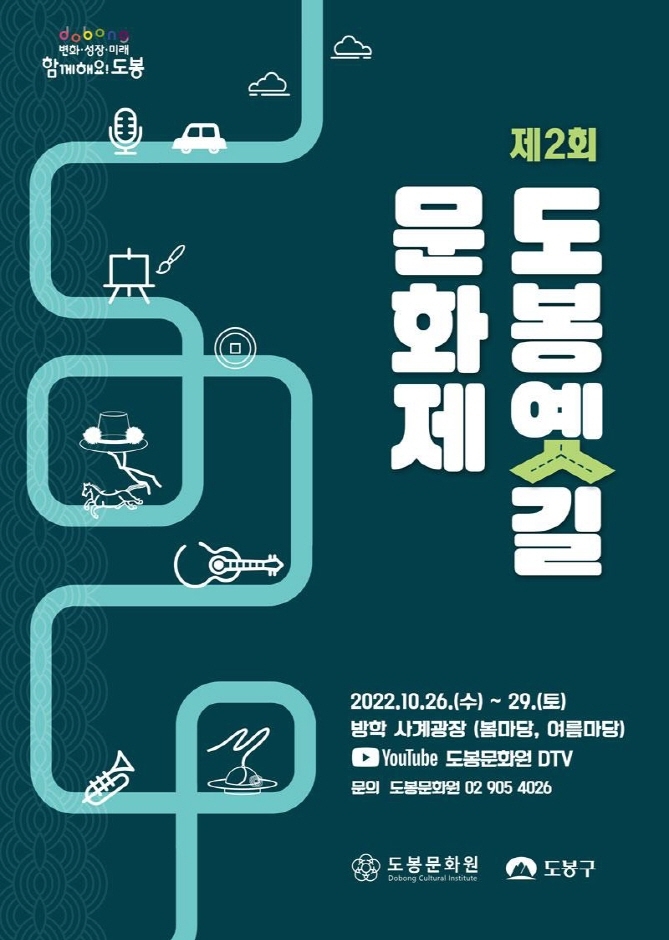 dobong
변화·성장·미래
함께해요! 도봉
제2회
도봉옛길
문화제
2022.10.26.(수) ~ 29.(토)
방학 사계광장 (봄마당, 여름마당)
YouTube 도봉문화원 DTV
문의 도봉문화원 02 905 4026
도봉문화원
Dobong Cultural Institute
도봉구